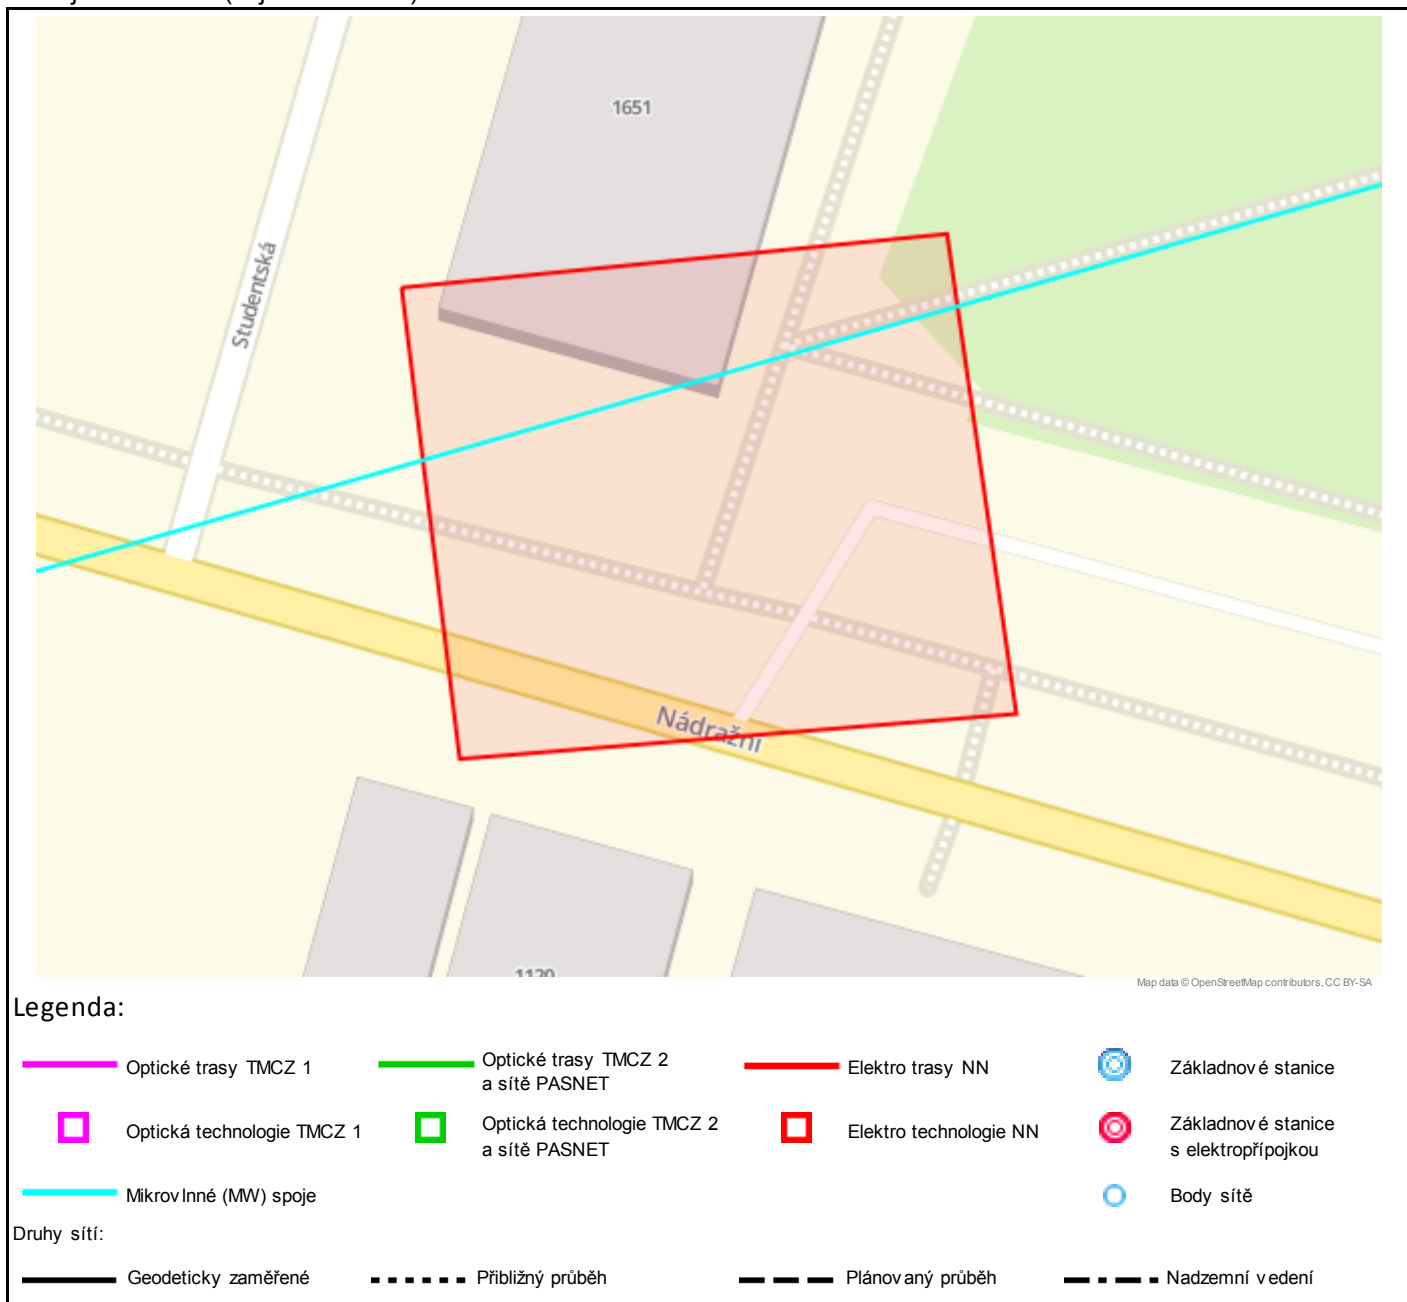 1651
Studentská
Nádražní
1120
Map data © OpenStreetMap contributors, CC BY-SA
Legenda:
Optické trasy TMCZ 1
Optické trasy TMCZ 2
a sítě PASNET
Elektro trasy NN
Základnové stanice
Optická technologie TMCZ 1
Optická technologie TMCZ 2
a sítě PASNET
Elektro technologie NN
Základnové stanice
s elektropřípojkou
Mikrovlnné (MW) spoje
Body sítě
Druhy sítí:
Geodeticky zaměřené
Přibližný průběh
Plánovaný průběh
Nadzemní vedení